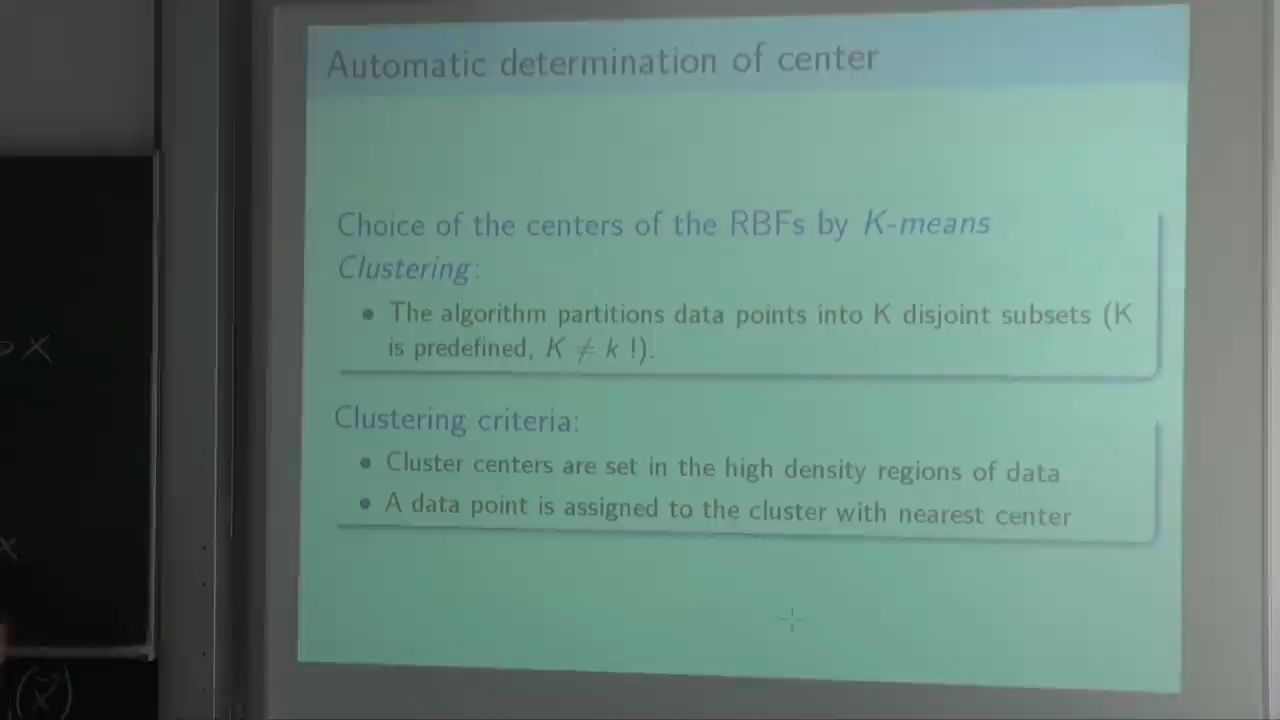 Automatic determination of center
Choice of the centers of the RBFs by K-means
Clustering:
• The algorithm partitions data points into K disjoint subsets (K
is predefined, K ≠ k !).
Clustering criteria:
• Cluster centers are set in the high density regions of data
• A data point is assigned to the cluster with nearest center
x
x
(x⃗)